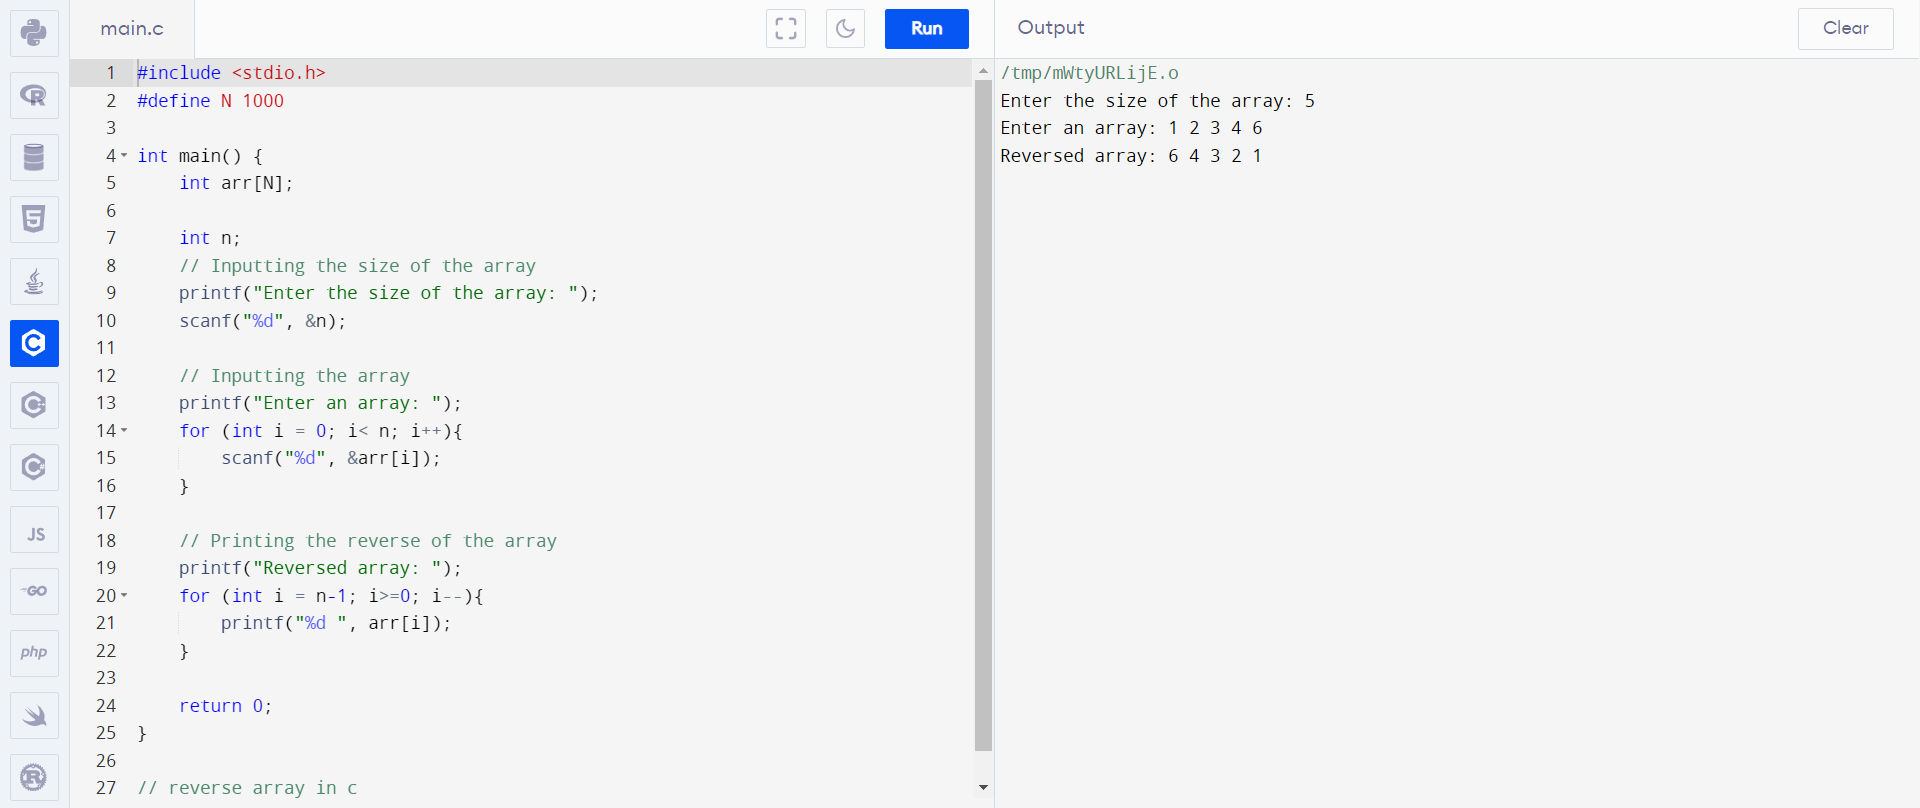 main.c
Run
Output
Clear
1 #include <stdio.h>
2 #define N 1000
3
4 int main() {
5     int arr[N];
6
7     int n;
8     // Inputting the size of the array
9     printf("Enter the size of the array: ");
10     scanf("%d", &n);
11
12     // Inputting the array
13     printf("Enter an array: ");
14     for (int i = 0; i< n; i++){
15         scanf("%d", &arr[i]);
16     }
17
18     // Printing the reverse of the array
19     printf("Reversed array: ");
20     for (int i = n-1; i>=0; i--){
21         printf("%d ", arr[i]);
22     }
23
24     return 0;
25 }
26
27 // reverse array in c
/tmp/mWtyURLijE.o
Enter the size of the array: 5
Enter an array: 1 2 3 4 6
Reversed array: 6 4 3 2 1
R
5
C
C
C
JS
GO
php
R